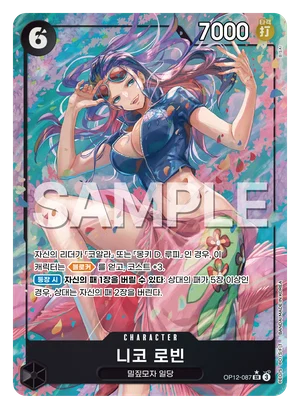 6
7000
타격
打
SAMPLE
자신의 리더가 「코알라」 또는 「몽키 D. 루피」인 경우, 이
캐릭터는 블로커 를 얻고, 코스트 +3.
등장 시 자신의 패 1장을 버릴 수 있다: 상대의 패가 5장 이상인
경우, 상대는 자신의 패 2장을 버린다.
CHARACTER
니코 로빈
밀짚모자 일당
OP12-087 SR
3